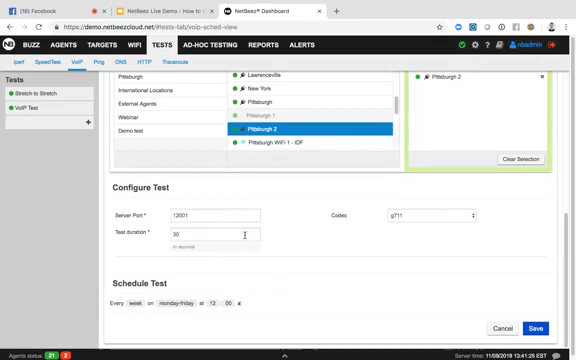 (18) Facebook
NetBeez Live Demo - How to :
NetBeez® Dashboard
https://demo.netbeezcloud.net/#tests-tab/voip-sched-view
NB BUZZ AGENTS TARGETS WIFI TESTS AD-HOC TESTING REPORTS ALERTS nbadmin
Iperf SpeedTest VoIP Ping DNS HTTP Traceroute
Tests
Stretch to Stretch
VoIP Test
Pittsburgh
International Locations
External Agents
Webinar
Demo test
Lawrenceville
New York
Pittsburgh
Pittsburgh 1
Pittsburgh 2
Pittsburgh WiFi 1 - IDF
Pittsburgh 2
Clear Selection
Configure Test
Server Port * 12001
Codec g711
Test duration * 30
in seconds
Schedule Test
Every week on monday-friday at 12 : 00
Cancel Save
Agents status: 21 3
Server time: 11/09/2018 13:41:25 EST